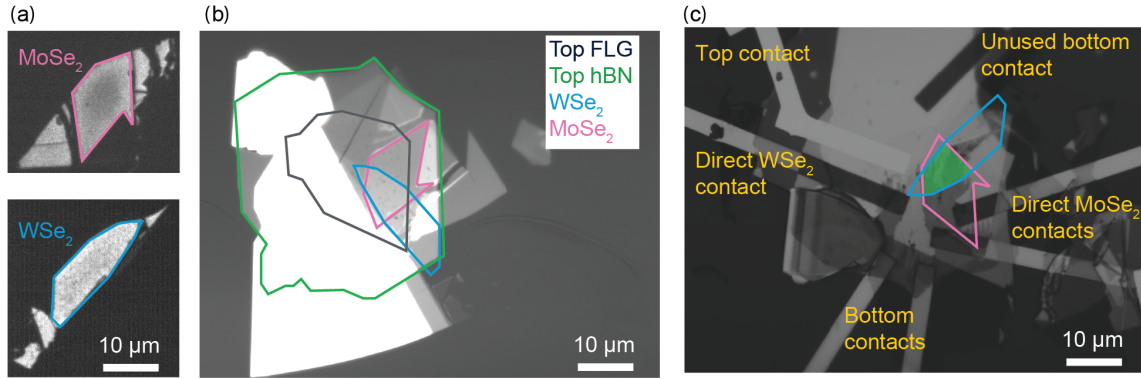 (a)
MoSe₂
WSe₂
10 µm
(b)
Top FLG
Top hBN
WSe₂
MoSe₂
10 µm
(c)
Top contact
Unused bottom
contact
Direct WSe₂
contact
Direct MoSe₂
contacts
Bottom
contacts
10 µm